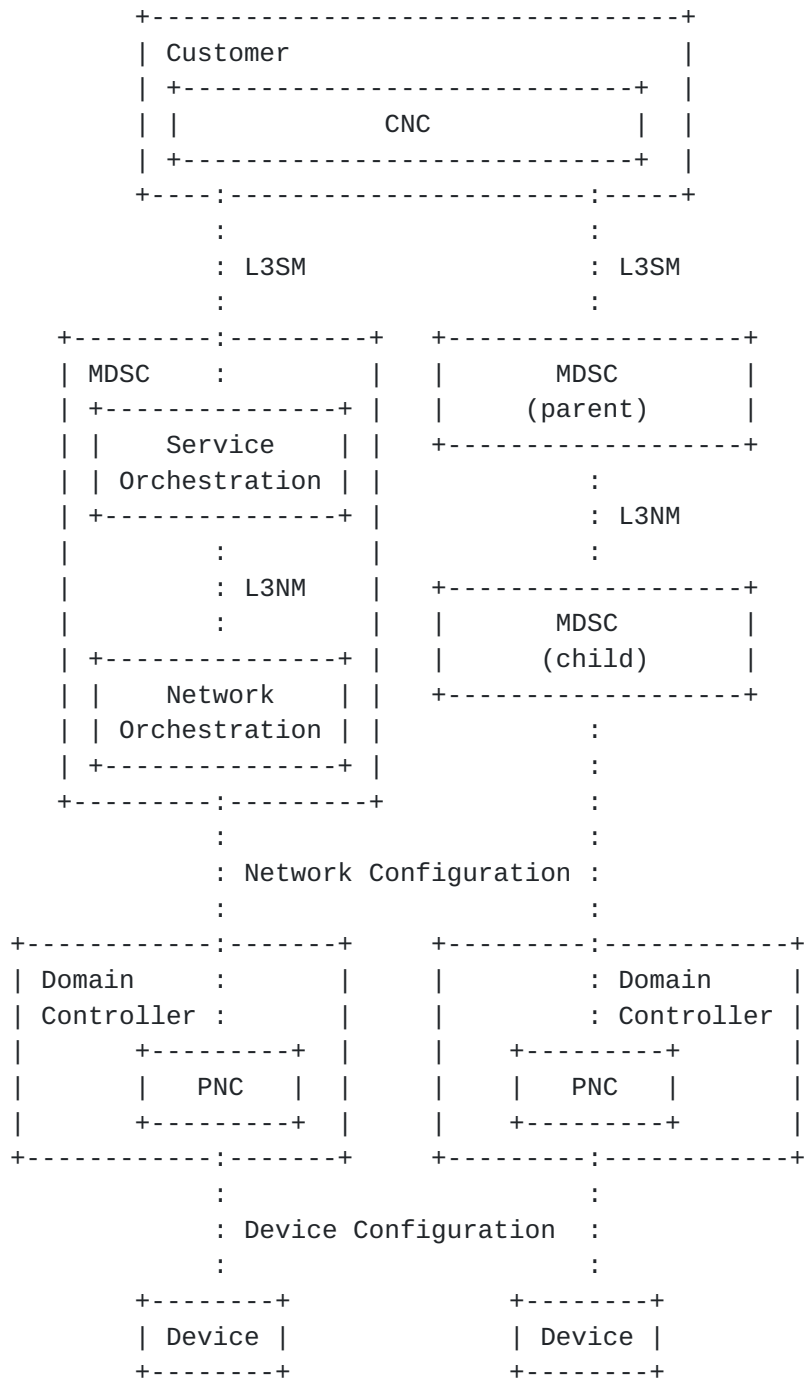 Customer
CNC
L3SM L3SM
MDSC MDSC
(parent)
Service
Orchestration
L3NM
L3NM MDSC
(child)
Network
Orchestration
Network Configuration
Domain Domain
Controller Controller
PNC PNC
Device Configuration
Device Device